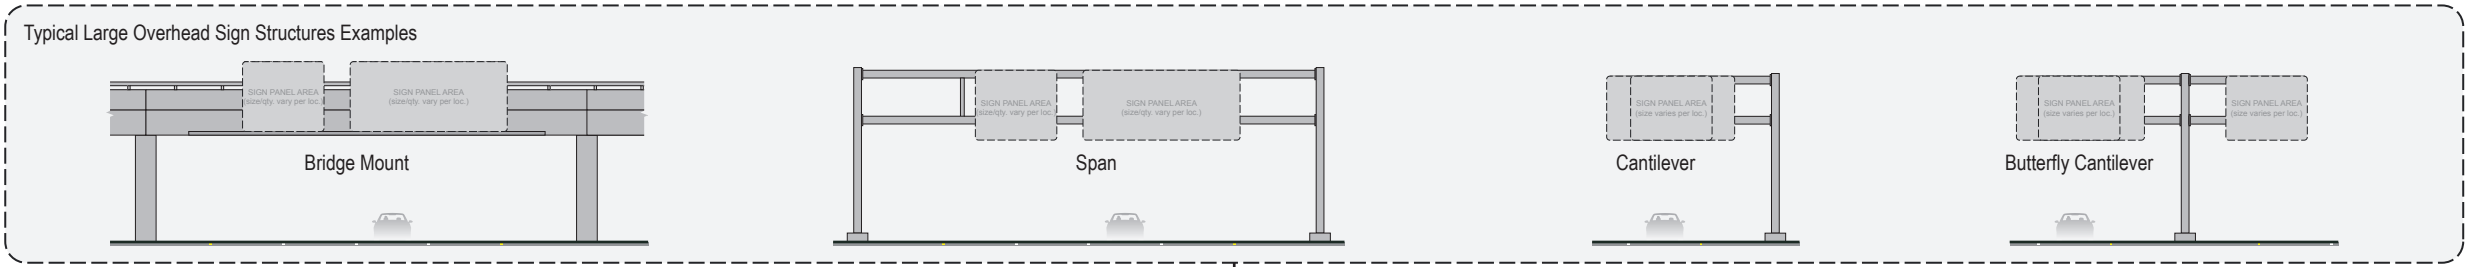 Typical Large Overhead Sign Structures Examples
SIGN PANEL AREA
(size/qty. vary per loc.)
SIGN PANEL AREA
(size/qty. vary per loc.)
Bridge Mount
SIGN PANEL AREA
(size/qty. vary per loc.)
SIGN PANEL AREA
(size/qty. vary per loc.)
Span
SIGN PANEL AREA
(size varies per loc.)
Cantilever
SIGN PANEL AREA
(size varies per loc.)
SIGN PANEL AREA
(size varies per loc.)
Butterfly Cantilever